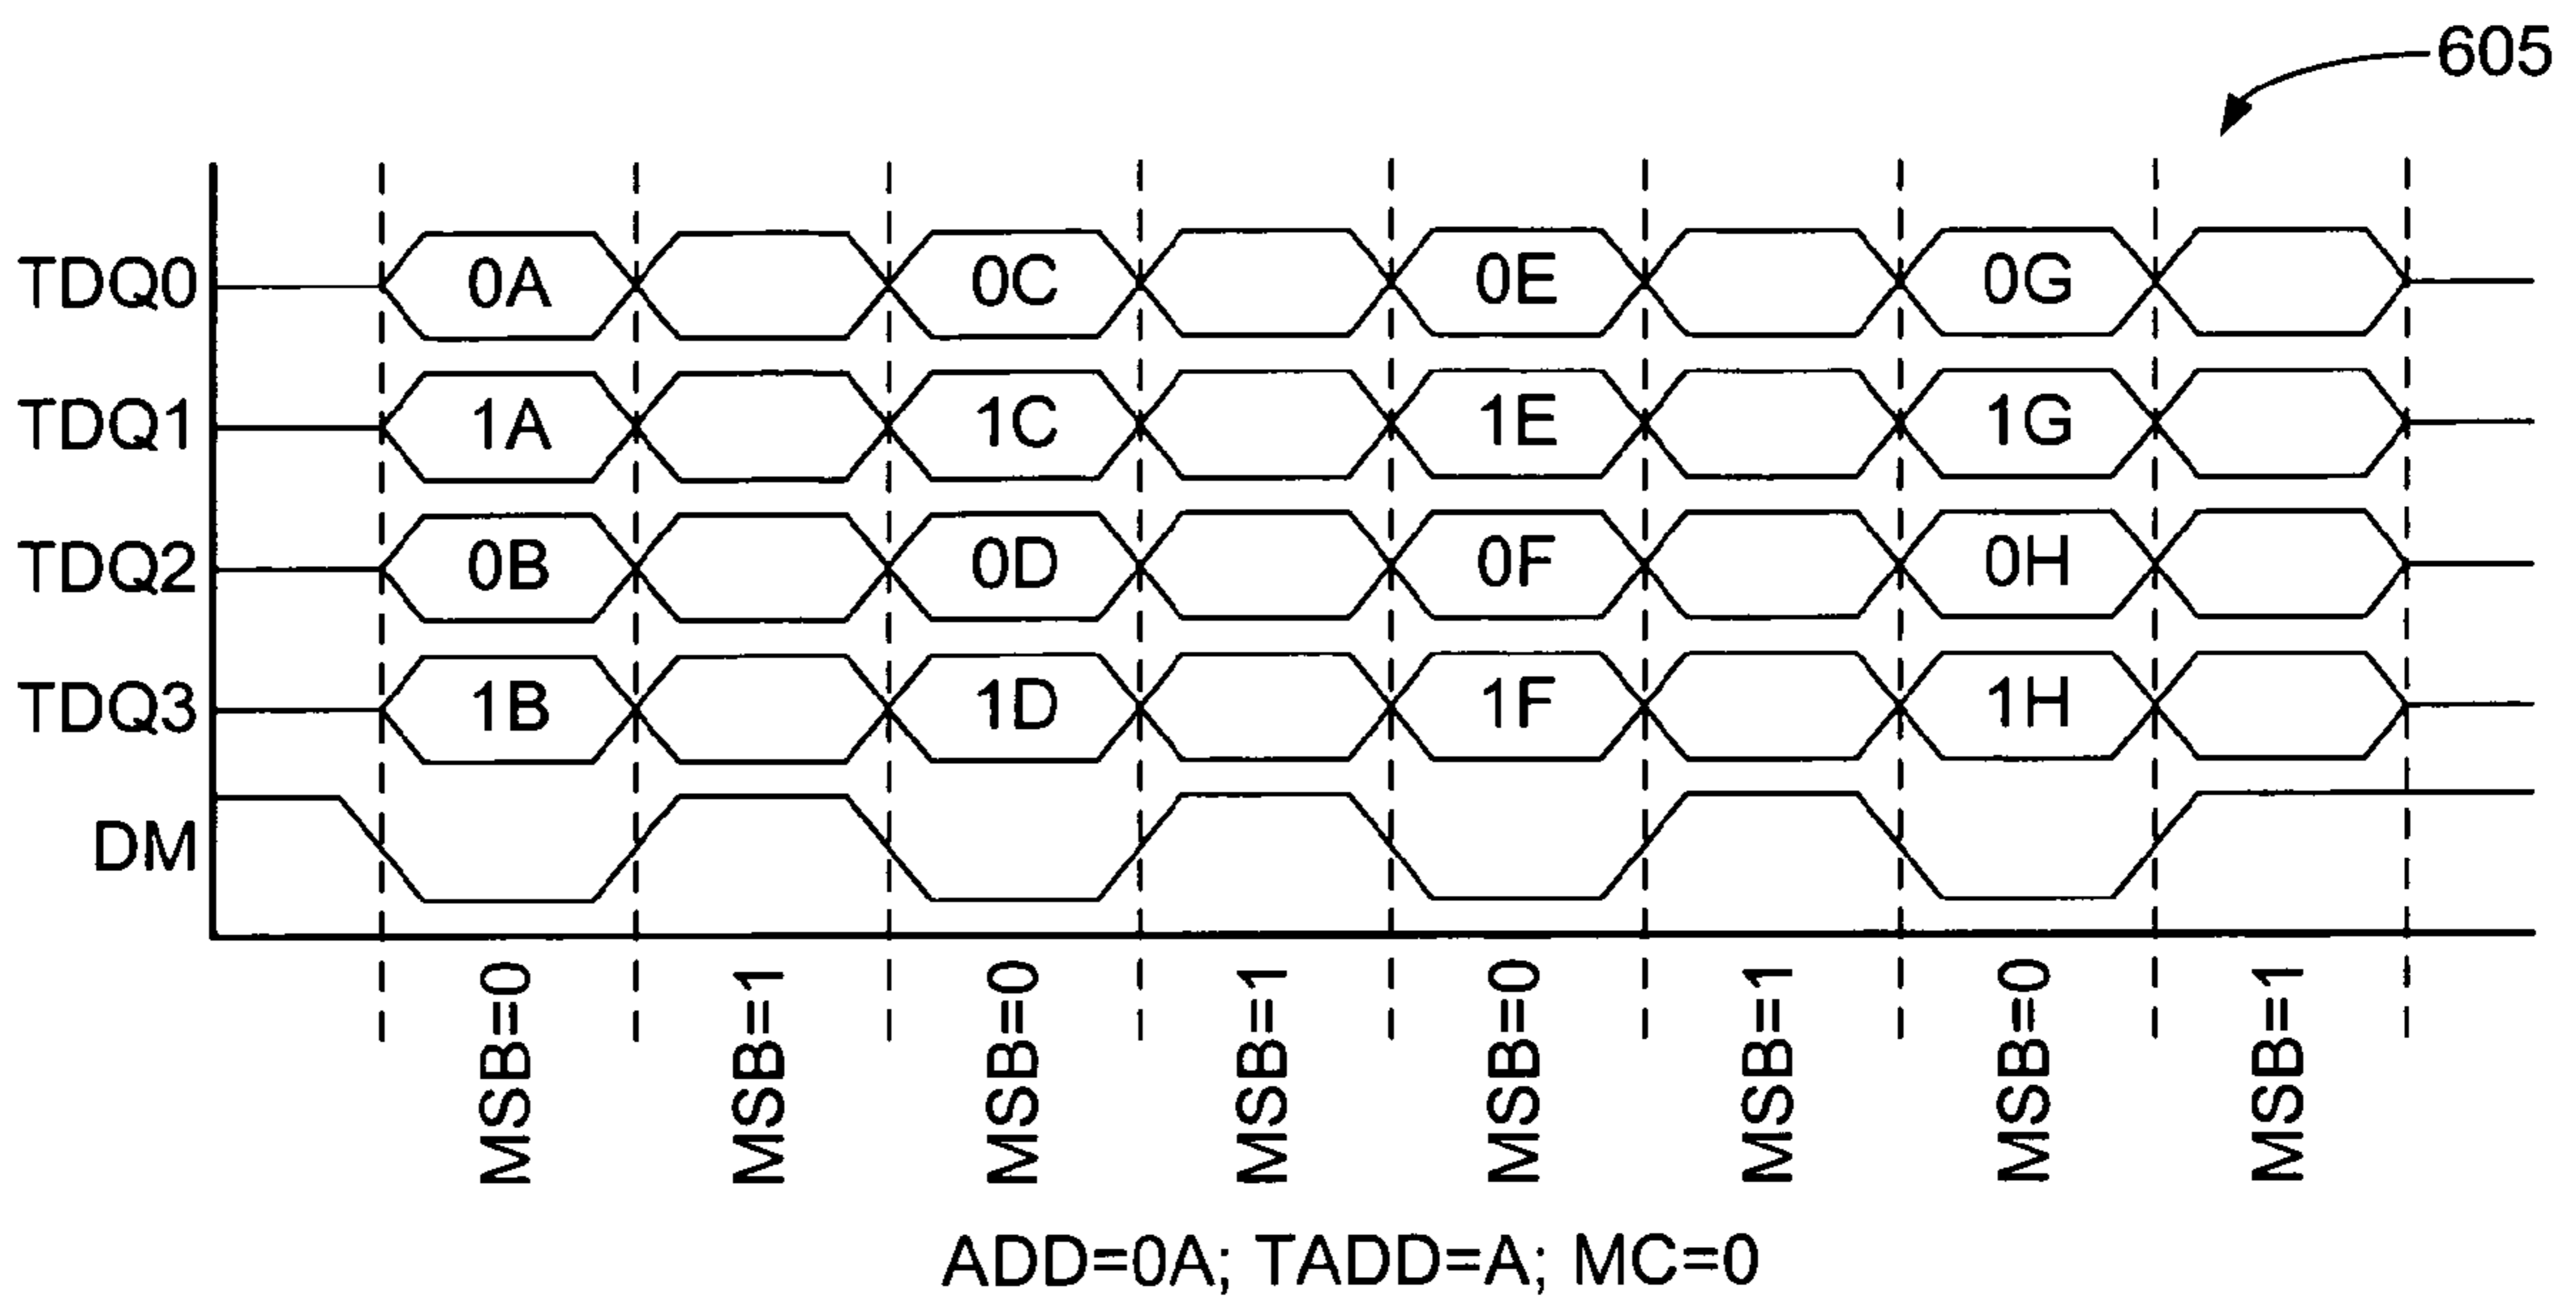 605
TDQ0 0A 0C 0E 0G
TDQ1 1A 1C 1E 1G
TDQ2 0B 0D 0F 0H
TDQ3 1B 1D 1F 1H
DM
MSB=0 MSB=1 MSB=0 MSB=1 MSB=0 MSB=1 MSB=0 MSB=1
ADD=0A; TADD=A; MC=0